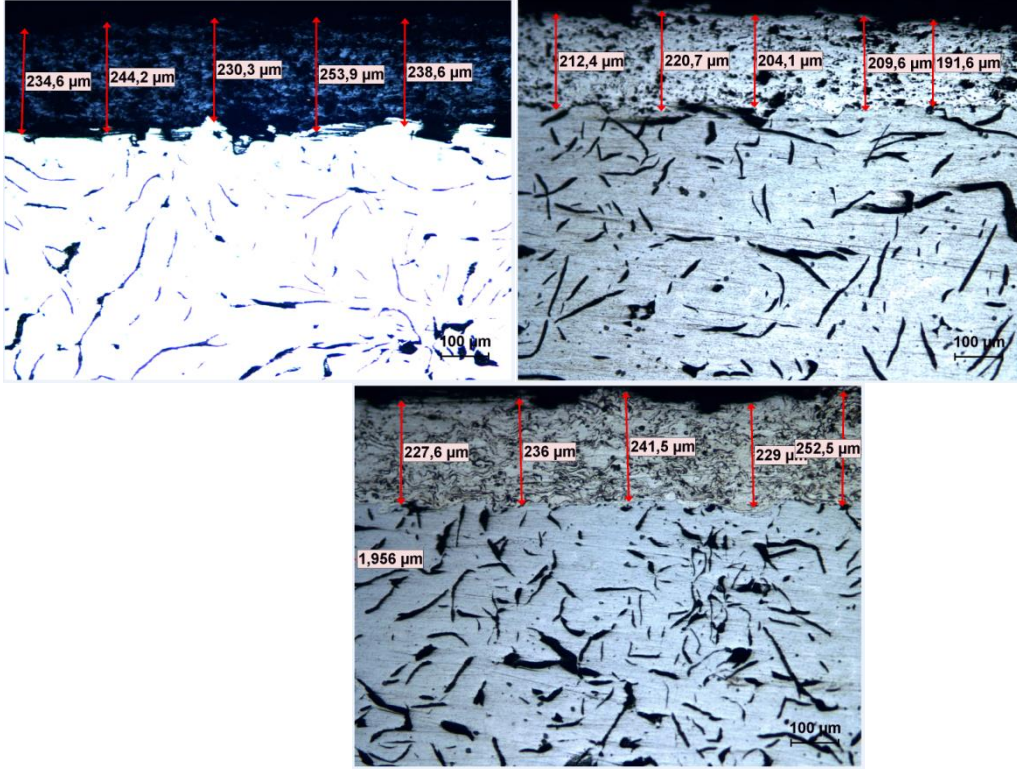 234,6 µm
244,2 µm
230,3 µm
253,9 µm
238,6 µm
100 µm
212,4 µm
220,7 µm
204,1 µm
209,6 µm
191,6 µm
100 µm
227,6 µm
236 µm
241,5 µm
229 µm
252,5 µm
1,956 µm
100 µm